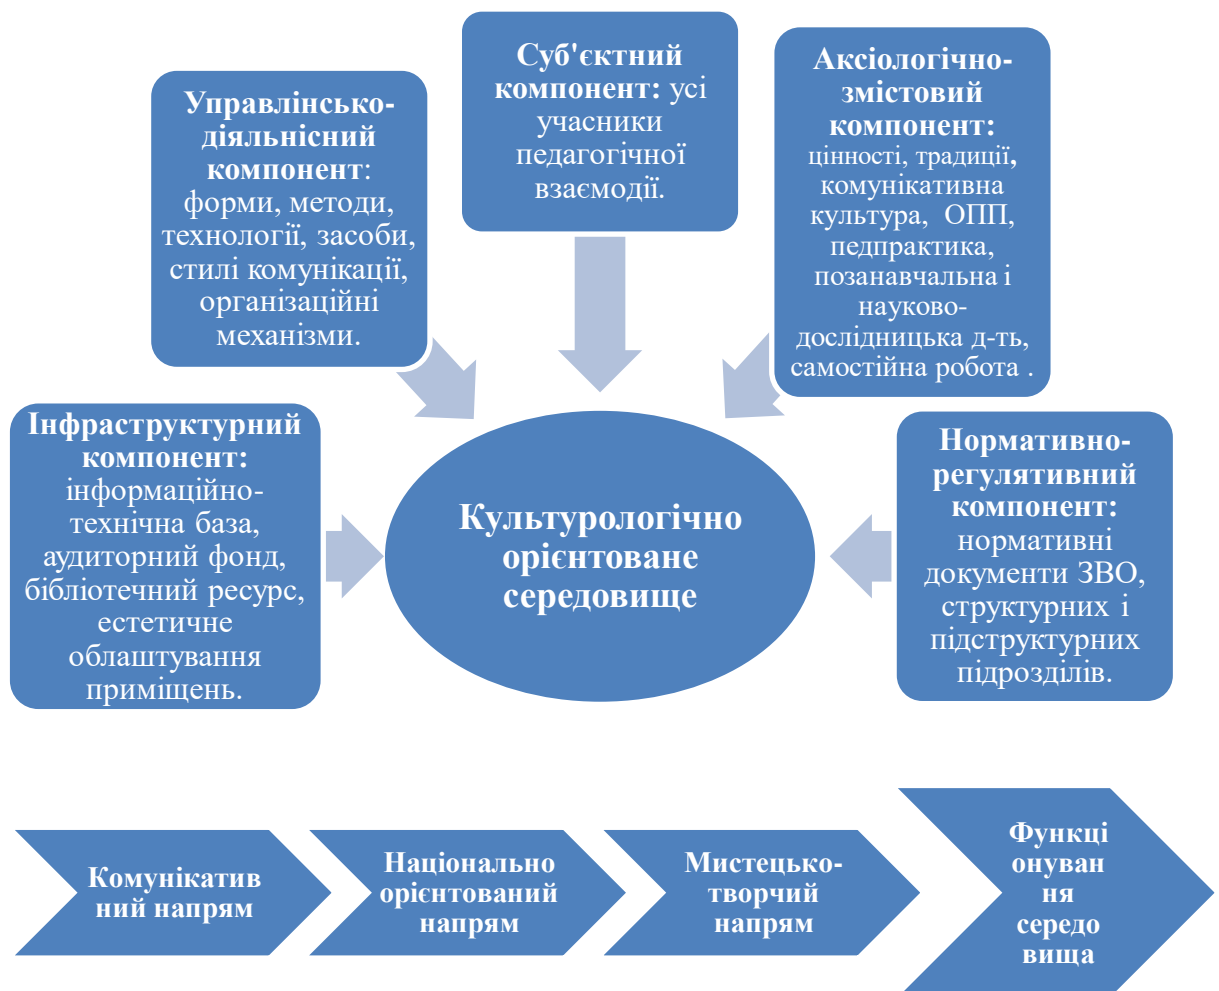 Суб'єктний
компонент: усі
учасники
педагогічної
взаємодії.
Управлінсько-
діяльнісний
компонент:
форми, методи,
технології, засоби,
стилі комунікації,
організаційні
механізми.
Аксіологічно-
змістовий
компонент:
цінності, традиції,
комунікативна
культура, ОПП,
педпрактика,
позанавчальна і
науково-
дослідницька д-ть,
самостійна робота .
Інфраструктурний
компонент:
інформаційно-
технічна база,
аудиторний фонд,
бібліотечний ресурс,
естетичне
облаштування
приміщень.
Культурологічно
орієнтоване
середовище
Нормативно-
регулятивний
компонент:
нормативні
документи ЗВО,
структурних і
підструктурних
підрозділів.
Комунікатив
ний напрям
Національно
орієнтований
напрям
Мистецько-
творчий
напрям
Функці
онуван
ня
середо
вища